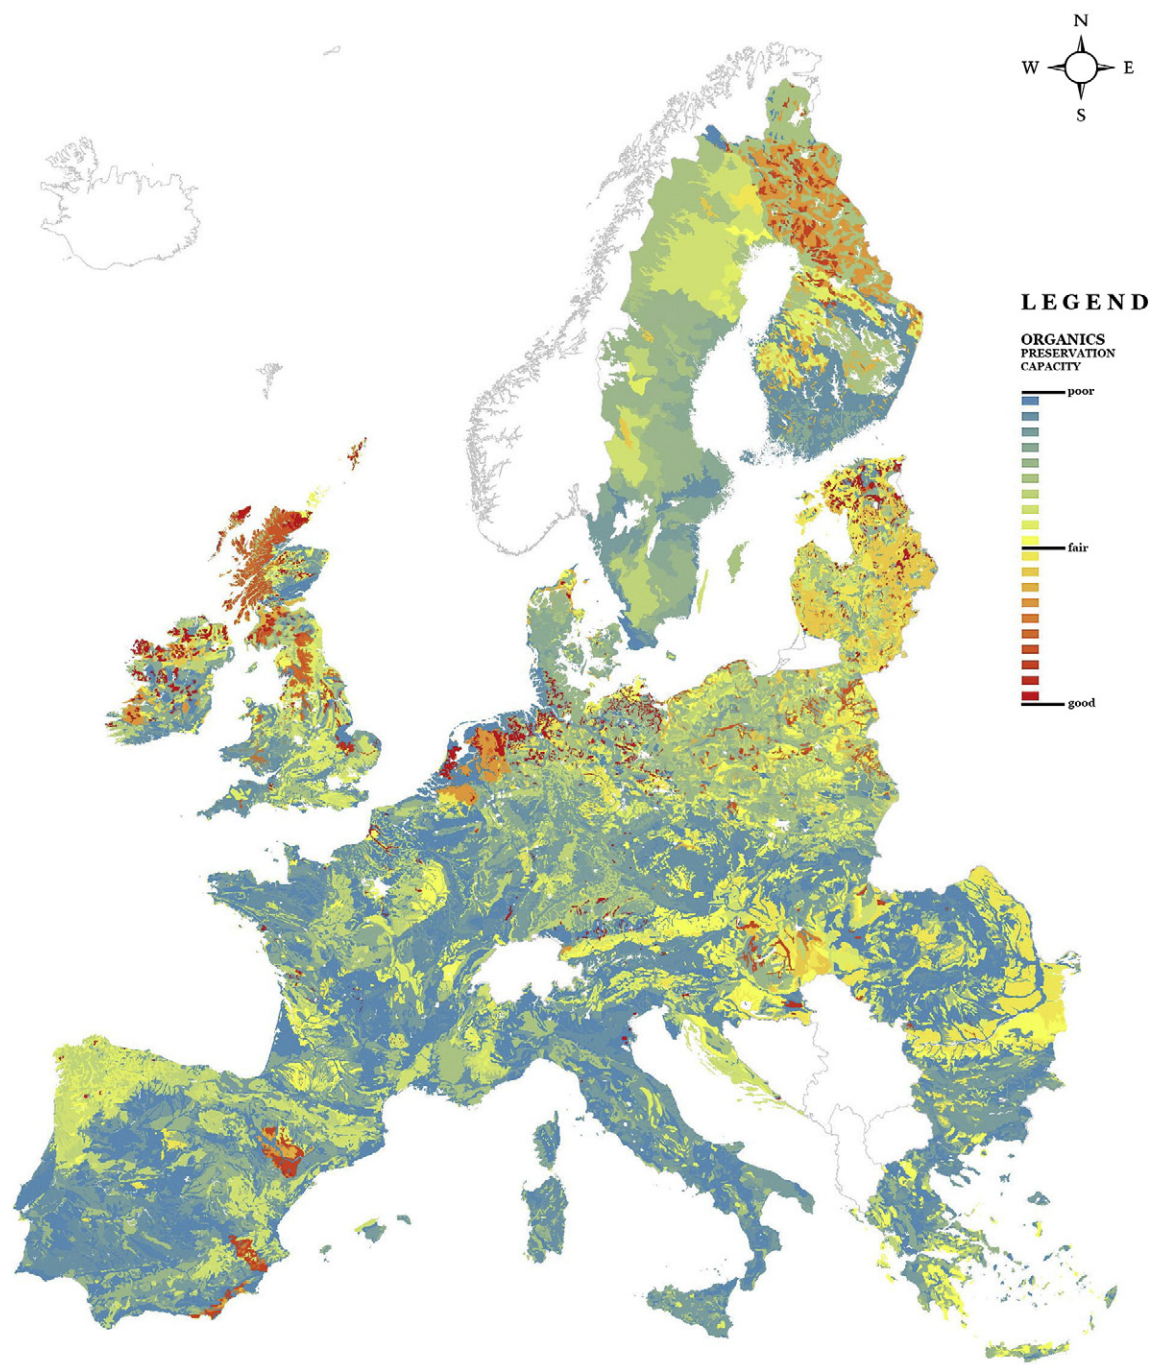 N
W E
S
LEGEND
ORGANICS
PRESERVATION
CAPACITY
poor
fair
good